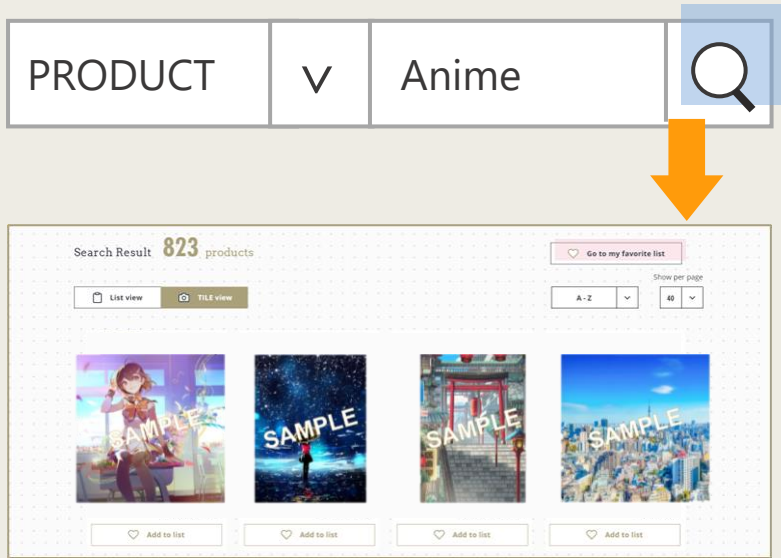 PRODUCT V Anime
Search Result 823 products
Go to my favorite list
Show per page
List view TILE view A - Z 40
SAMPLE SAMPLE SAMPLE SAMPLE
Add to list Add to list Add to list Add to list